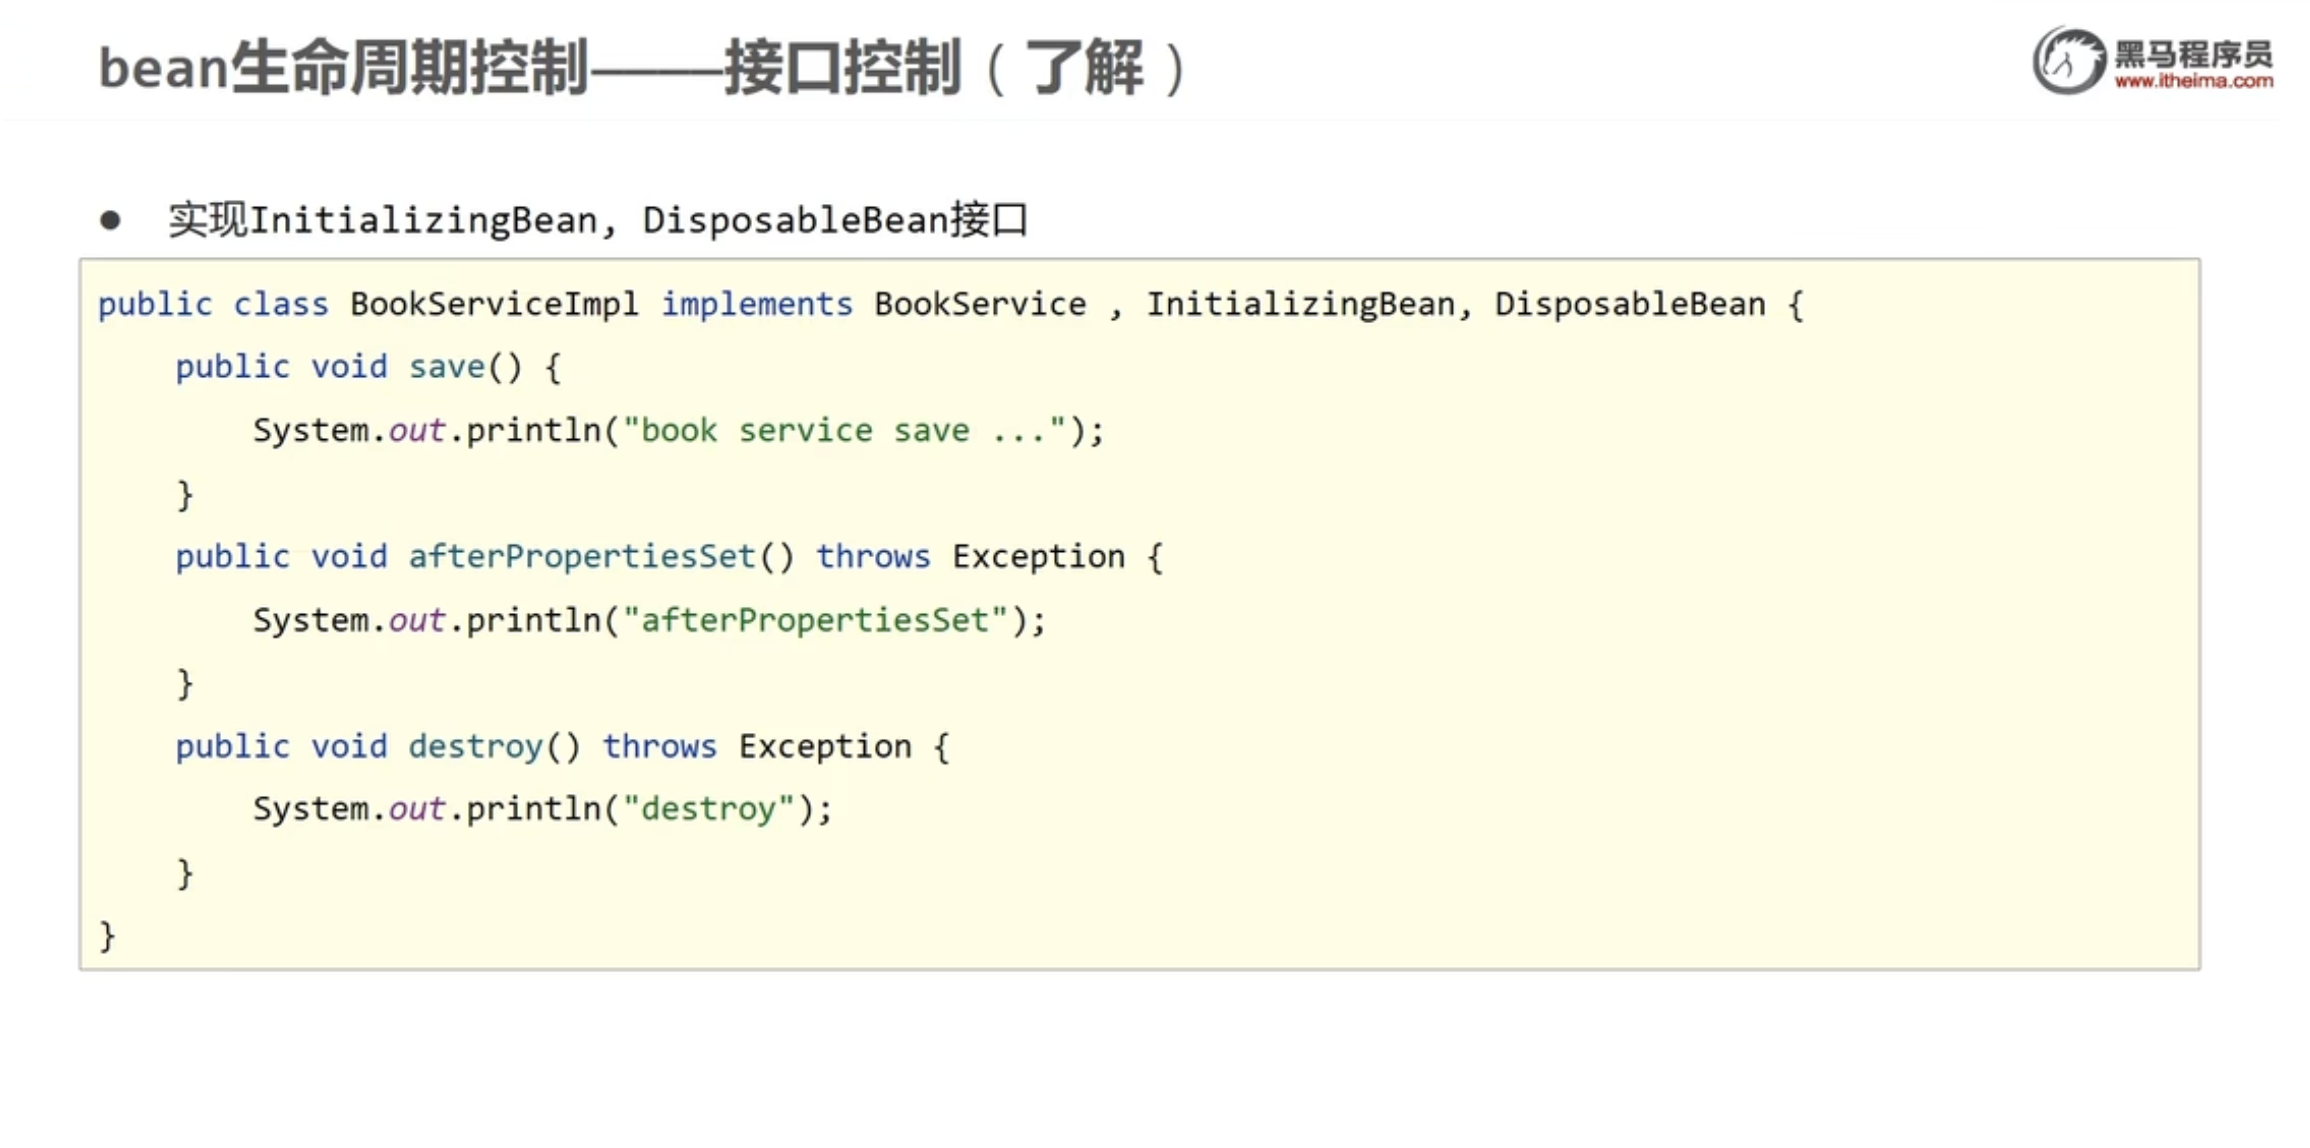 bean生命周期控制——接口控制（了解）
黑马程序员
www.itheima.com
● 实现InitializingBean, DisposableBean接口
public class BookServiceImpl implements BookService , InitializingBean, DisposableBean {
    public void save() {
        System.out.println("book service save ...");
    }
    public void afterPropertiesSet() throws Exception {
        System.out.println("afterPropertiesSet");
    }
    public void destroy() throws Exception {
        System.out.println("destroy");
    }
}